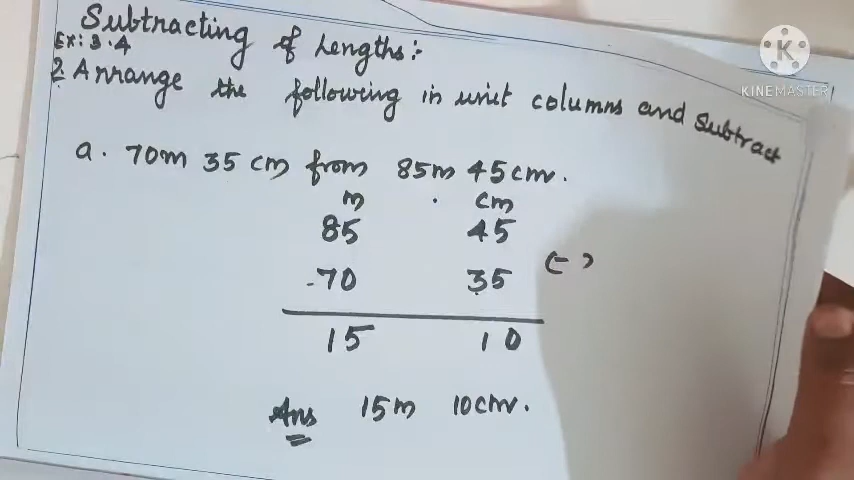 Subtracting of Lengths:-
Ex: 3.4
2 Arrange the following in unit columns and subtract
a. 70m 35 cm from 85m 45cm.
m cm
85 45
-70 35 (-)
15 10
Ans 15m 10cm.
KINEMASTER